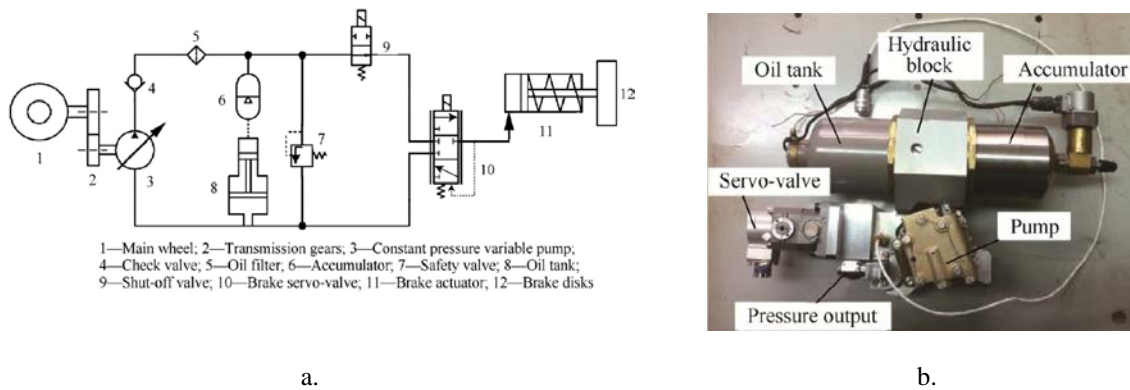 5
9
4
6
7
12
11
1
2
3
8
10
1—Main wheel; 2—Transmission gears; 3—Constant pressure variable pump;
4—Check valve; 5—Oil filter; 6—Accumulator; 7—Safety valve; 8—Oil tank;
9—Shut-off valve; 10—Brake servo-valve; 11—Brake actuator; 12—Brake disks
a.
Oil tank
Hydraulic
block
Accumulator
Servo-valve
Pump
Pressure output
b.